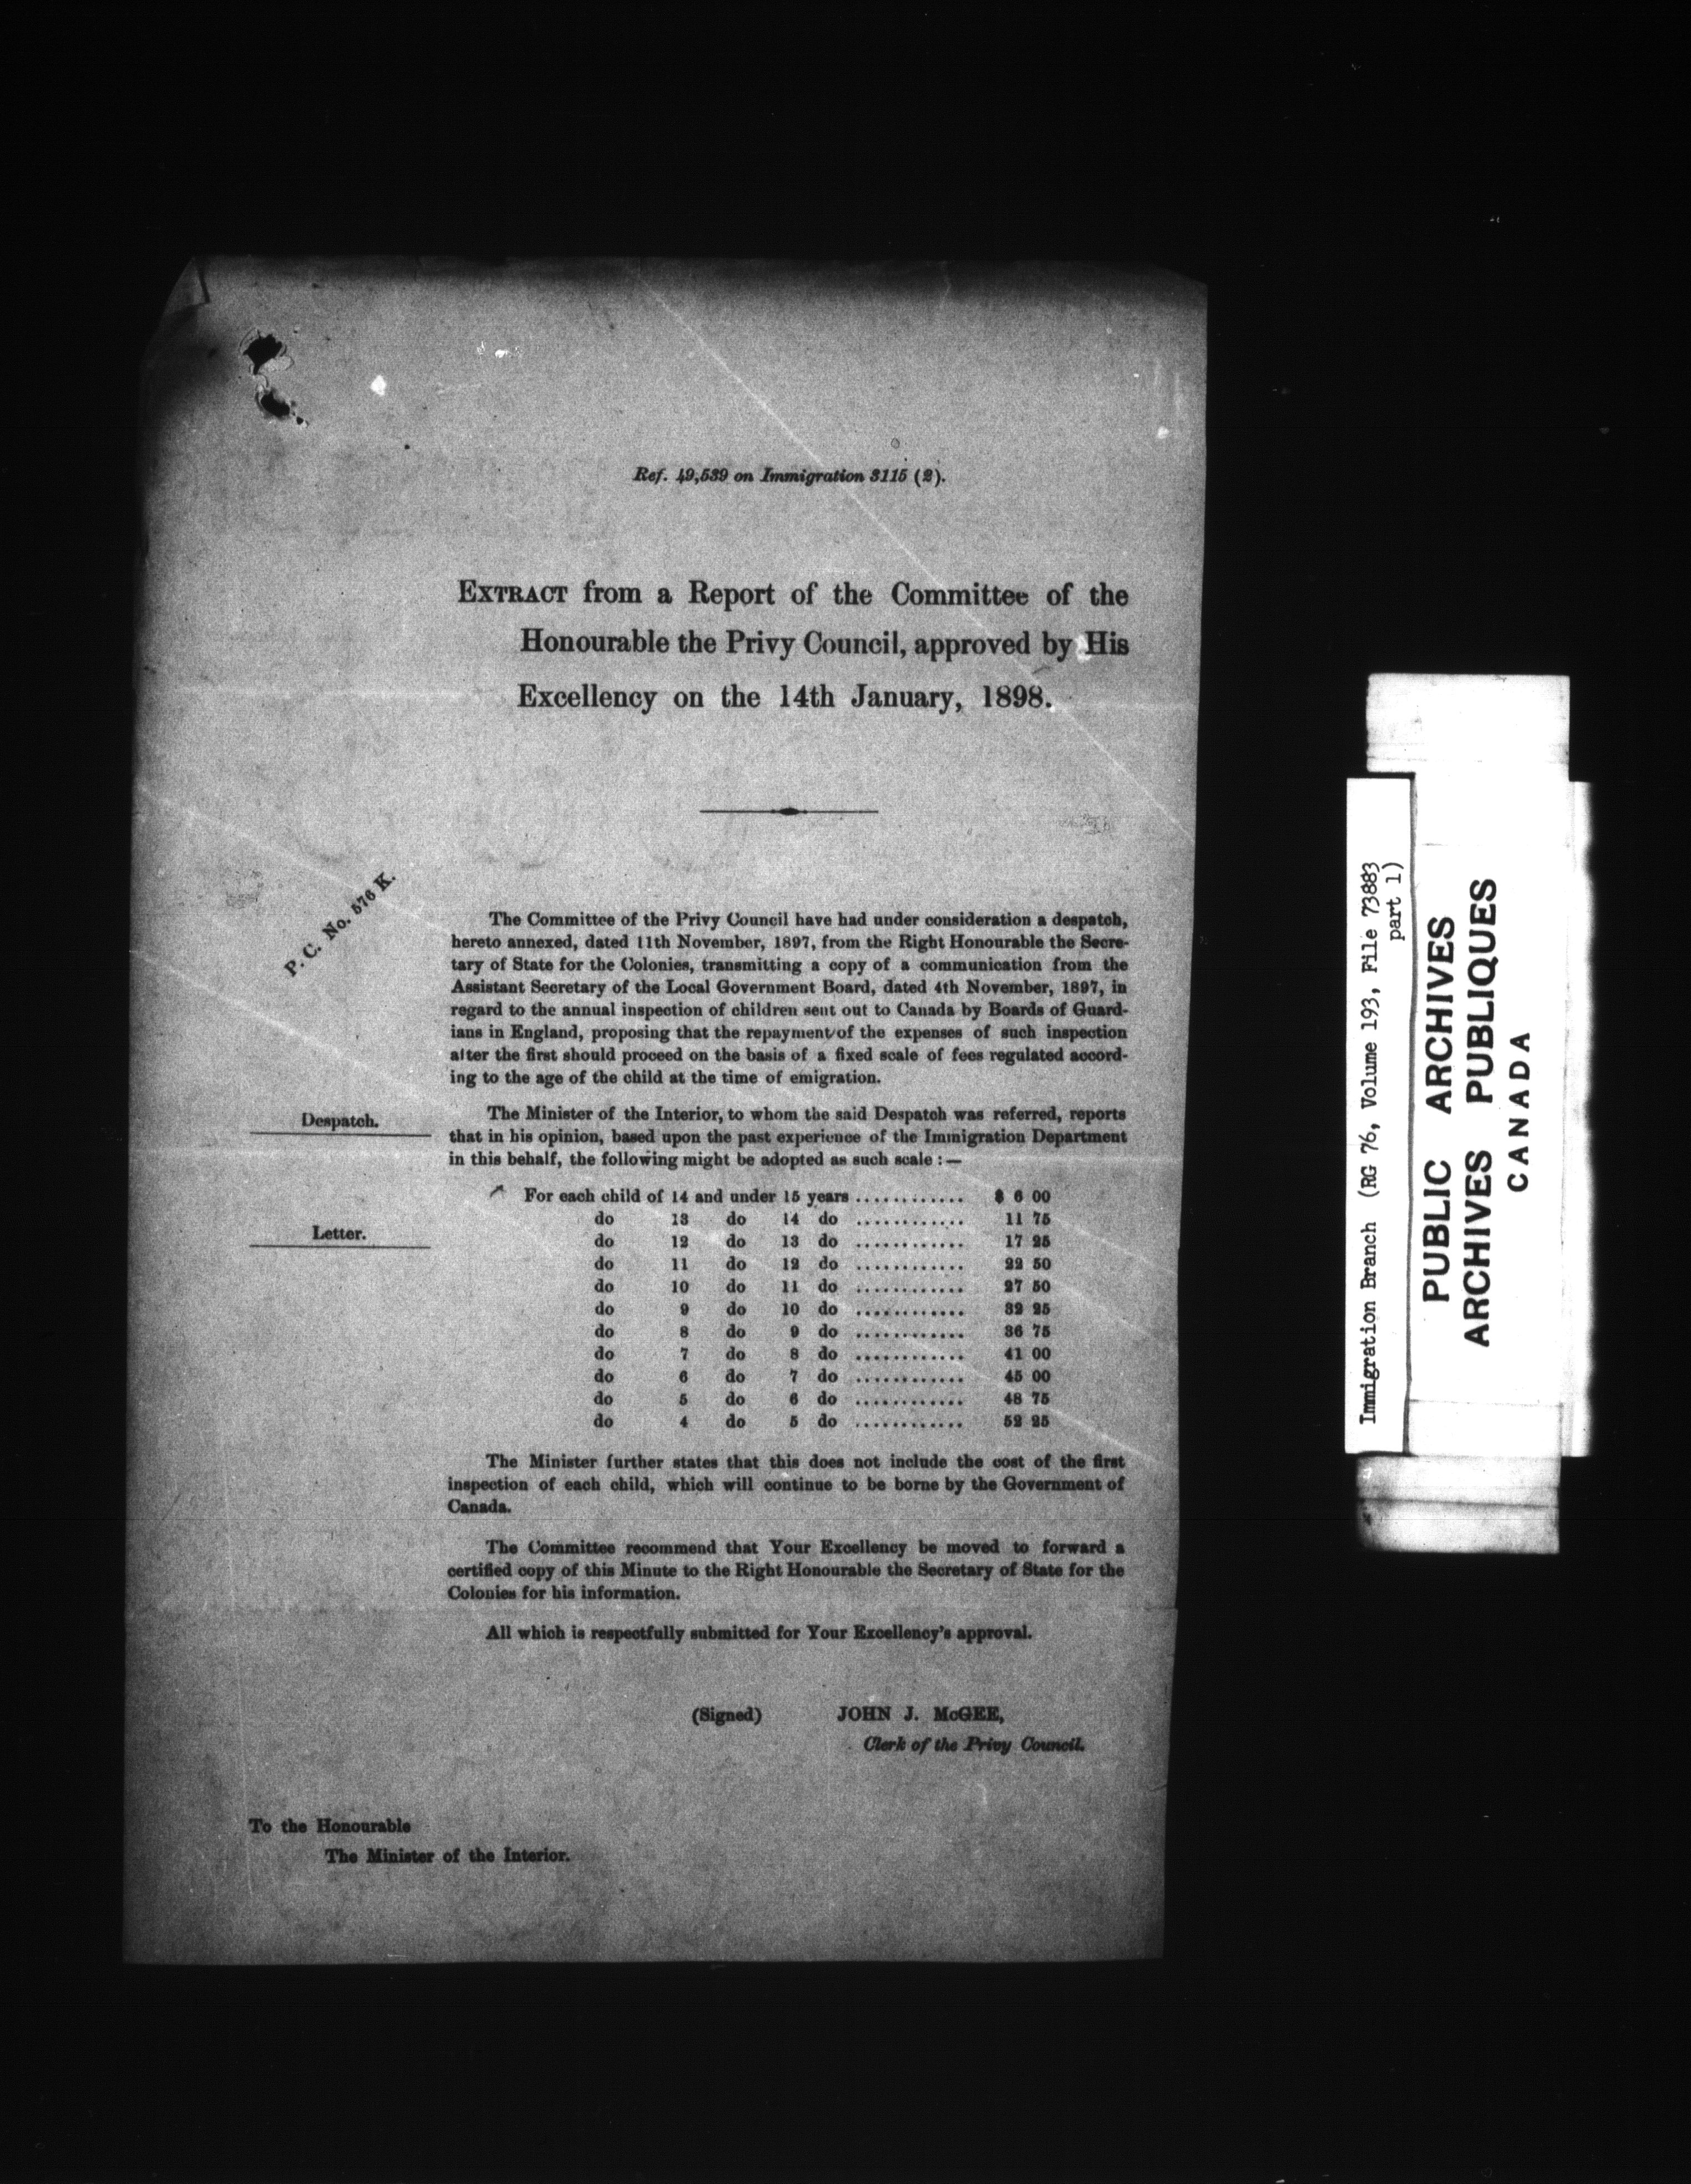 Ref. 49,539 on Immigration 3115 (2).
EXTRACT from a Report of the Committee of the
Honourable the Privy Council, approved by His
Excellency on the 14th January, 1898.
P. C. No. 576 K.
The Committee of the Privy Council have had under consideration a despatch,
hereto annexed, dated 11th November, 1897, from the Right Honourable the Secre-
tary of State for the Colonies, transmitting a copy of a communication from the
Assistant Secretary of the Local Government Board, dated 4th November, 1897, in
regard to the annual inspection of children sent out to Canada by Boards of Guard-
ians in England, proposing that the repayment of the expenses of such inspection
after the first should proceed on the basis of a fixed scale of fees regulated accord-
ing to the age of the child at the time of emigration.
Despatch.
The Minister of the Interior, to whom the said Despatch was referred, reports
that in his opinion, based upon the past experience of the Immigration Department
in this behalf, the following might be adopted as such scale :—
For each child of 14 and under 15 years ............ $ 6 00
do 13 do 14 do ............ 11 75
Letter.
do 12 do 13 do ............ 17 25
do 11 do 12 do ............ 22 50
do 10 do 11 do ............ 27 50
do 9 do 10 do ............ 32 25
do 8 do 9 do ............ 36 75
do 7 do 8 do ............ 41 00
do 6 do 7 do ............ 45 00
do 5 do 6 do ............ 48 75
do 4 do 5 do ............ 52 25
The Minister further states that this does not include the cost of the first
inspection of each child, which will continue to be borne by the Government of
Canada.
The Committee recommend that Your Excellency be moved to forward a
certified copy of this Minute to the Right Honourable the Secretary of State for the
Colonies for his information.
All which is respectfully submitted for Your Excellency's approval.
(Signed) JOHN J. McGEE,
Clerk of the Privy Council.
To the Honourable
The Minister of the Interior.
Immigration Branch (RG 76, Volume 193, File 73883
part 1)
PUBLIC ARCHIVES
ARCHIVES PUBLIQUES
CANADA